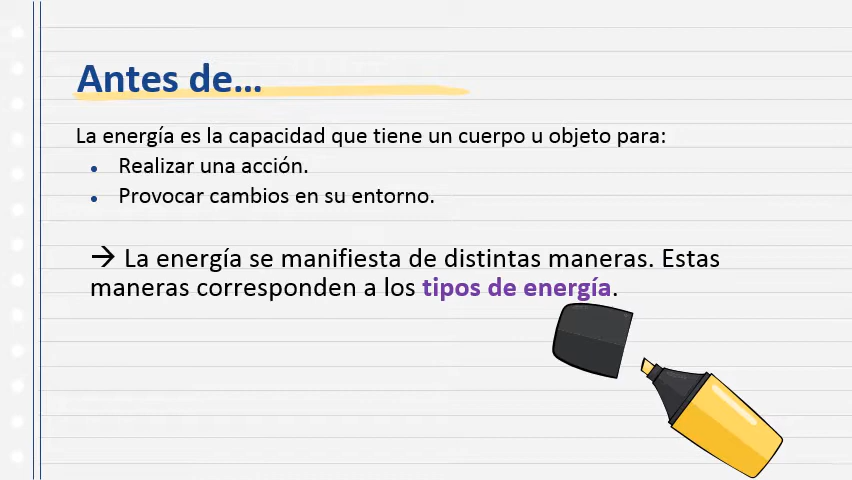 Antes de...
La energía es la capacidad que tiene un cuerpo u objeto para:
• Realizar una acción.
• Provocar cambios en su entorno.
→ La energía se manifiesta de distintas maneras. Estas
maneras corresponden a los tipos de energía.